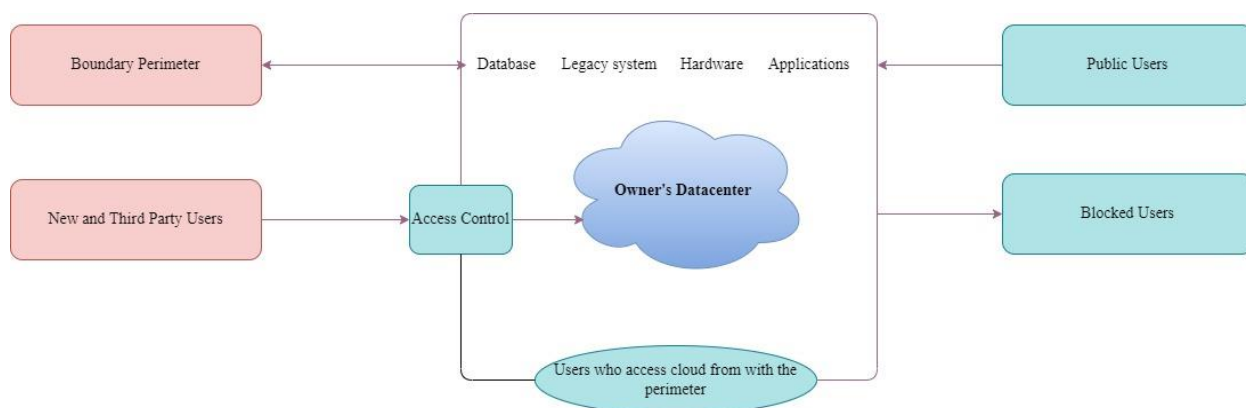 Boundary Perimeter
Database Legacy system Hardware Applications
Public Users
Owner's Datacenter
New and Third Party Users
Access Control
Blocked Users
Users who access cloud from with the
perimeter